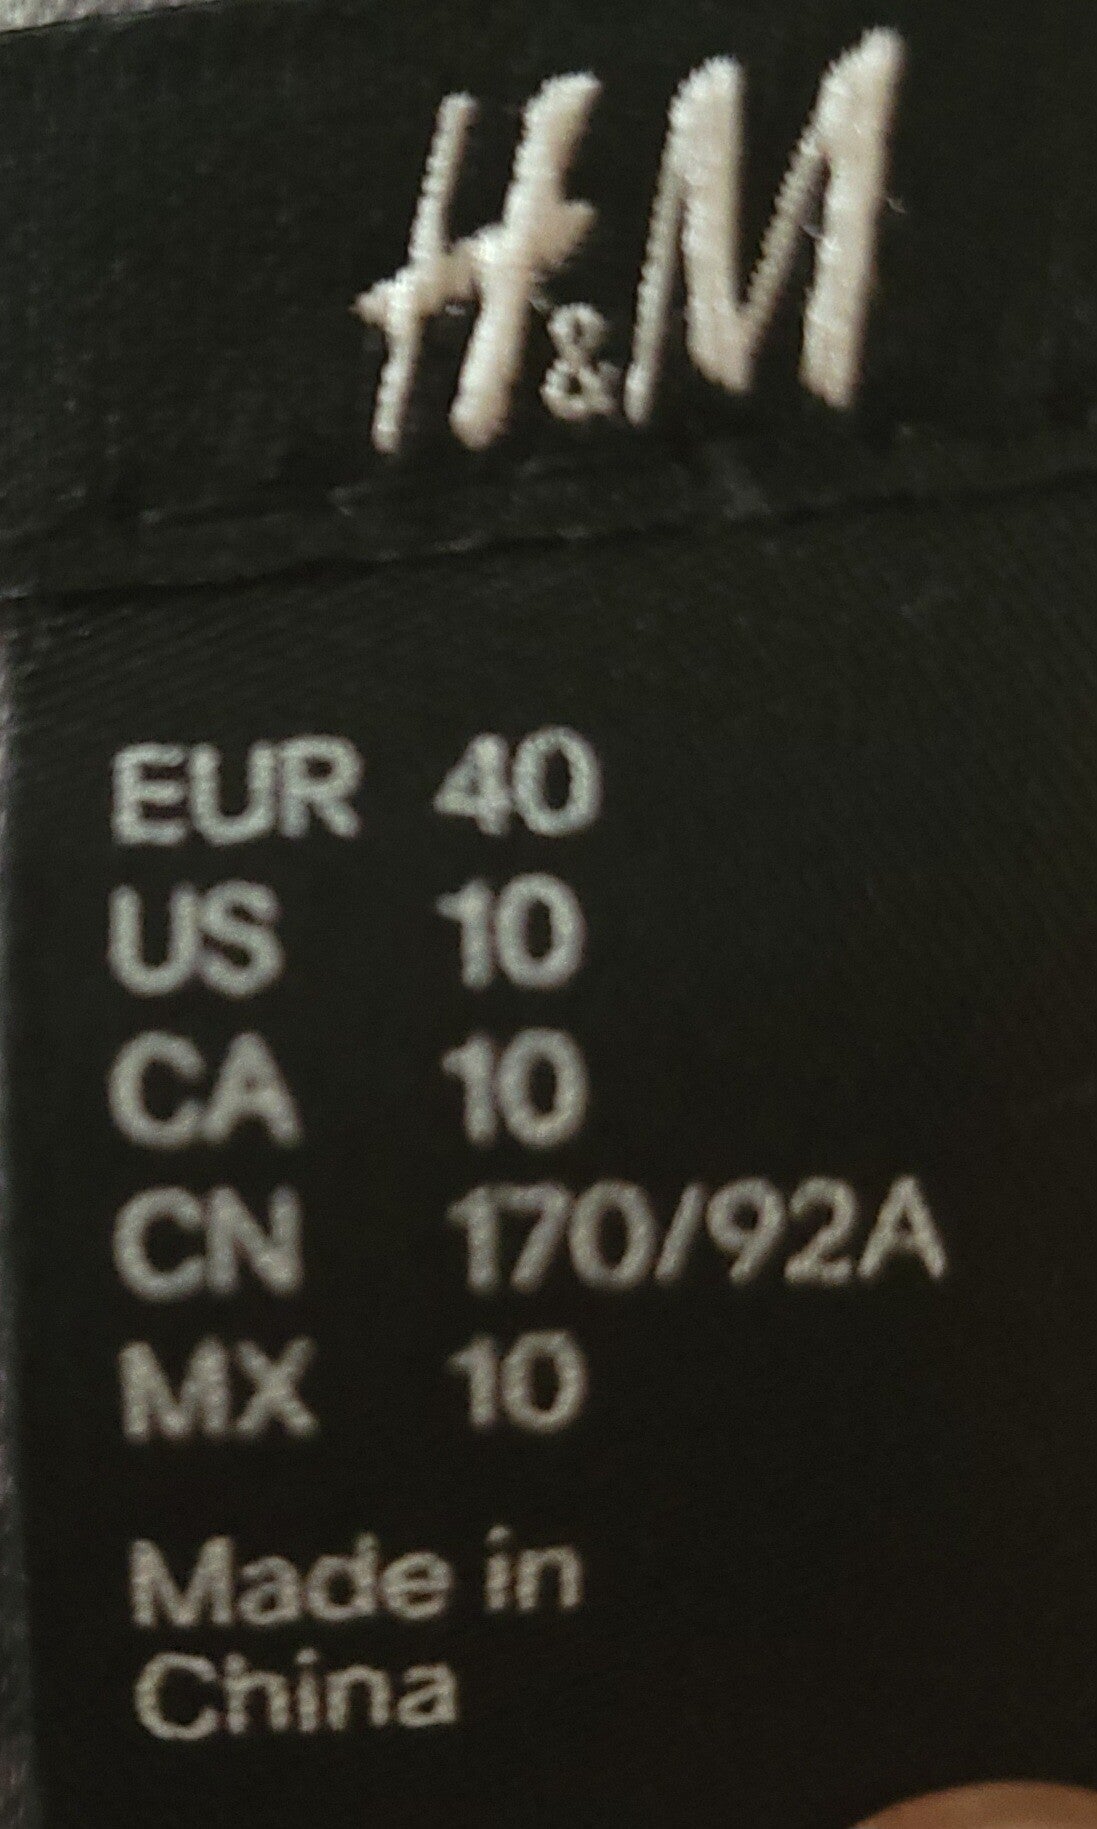 H&M
EUR 40
US 10
CA 10
CN 170/92A
MX 10
Made in
China